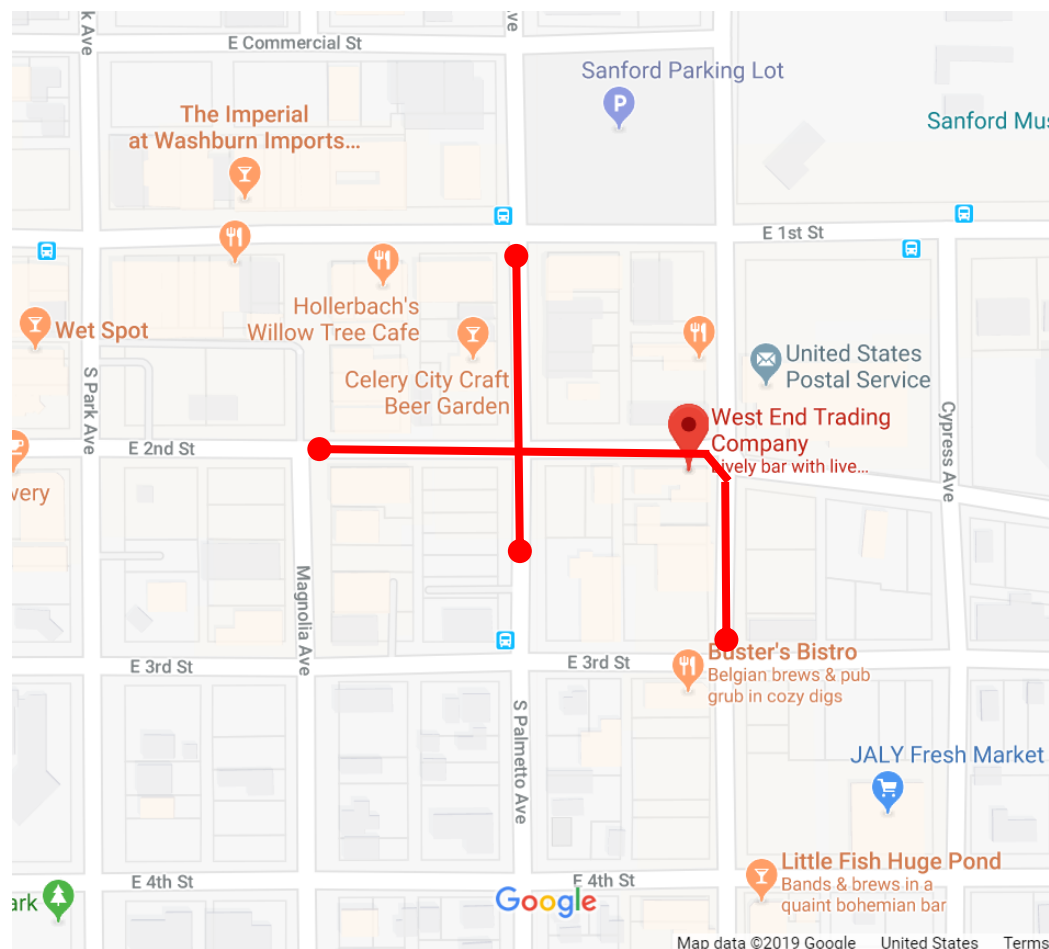 k Ave
E Commercial St
Ave
Sanford Parking Lot
P
The Imperial
at Washburn Imports...
Sanford Mus
E 1st St
Hollerbach's
Willow Tree Cafe
Wet Spot
Celery City Craft
Beer Garden
United States
Postal Service
S Park Ave
E 2nd St
West End Trading
Company
Lively bar with live...
Cypress Ave
wery
Magnolia Ave
E 3rd St
E 3rd St
Buster's Bistro
Belgian brews & pub
grub in cozy digs
S Palmetto Ave
JALY Fresh Market
E 4th St
E 4th St
Little Fish Huge Pond
Bands & brews in a
quaint bohemian bar
ark
Google
Map data ©2019 Google United States Terms